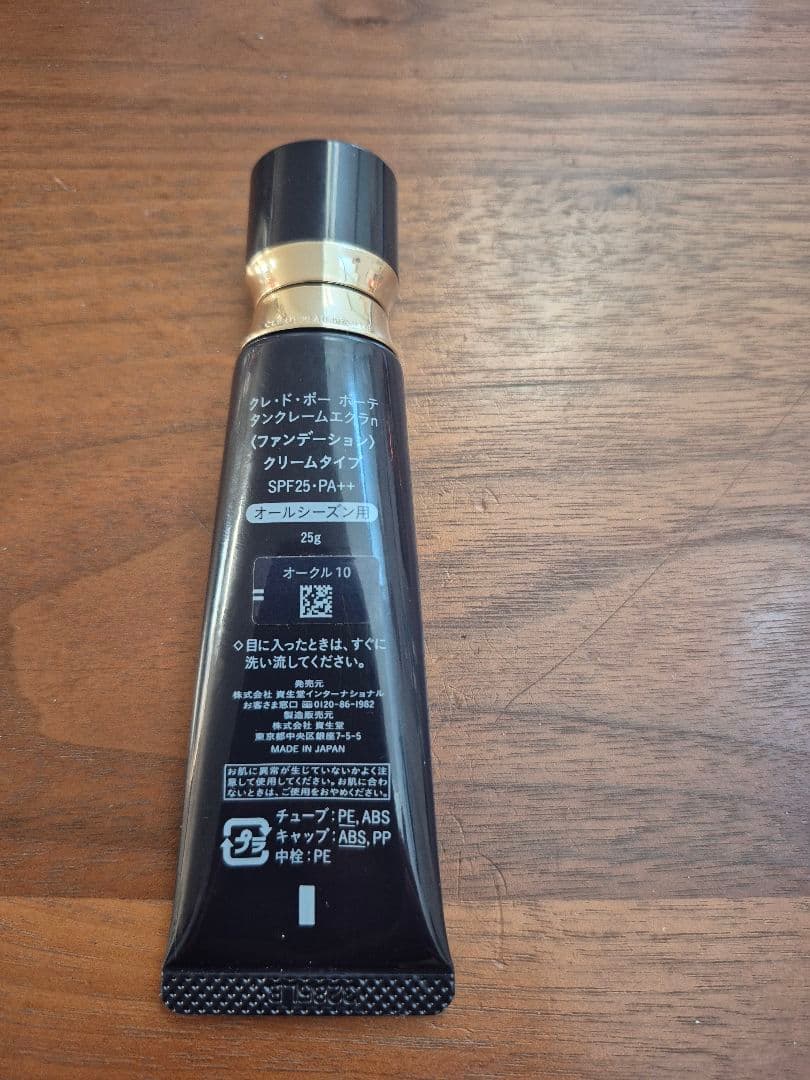 クレ・ド・ポー ボーテ
タンクレームエクラn
〈ファンデーション〉
クリームタイプ
SPF25・PA++
オールシーズン用
25g
オークル10
◇目に入ったときは、すぐに
洗い流してください。
発売元
株式会社 資生堂インターナショナル
お客さま窓口 0120-86-1982
製造販売元
株式会社 資生堂
東京都中央区銀座7-5-5
MADE IN JAPAN
お肌に異常が生じていないかよく注
意して使用してください。お肌に合わ
ないときは、ご使用をおやめください。
プラ
チューブ:PE,ABS
キャップ:ABS,PP
中栓:PE